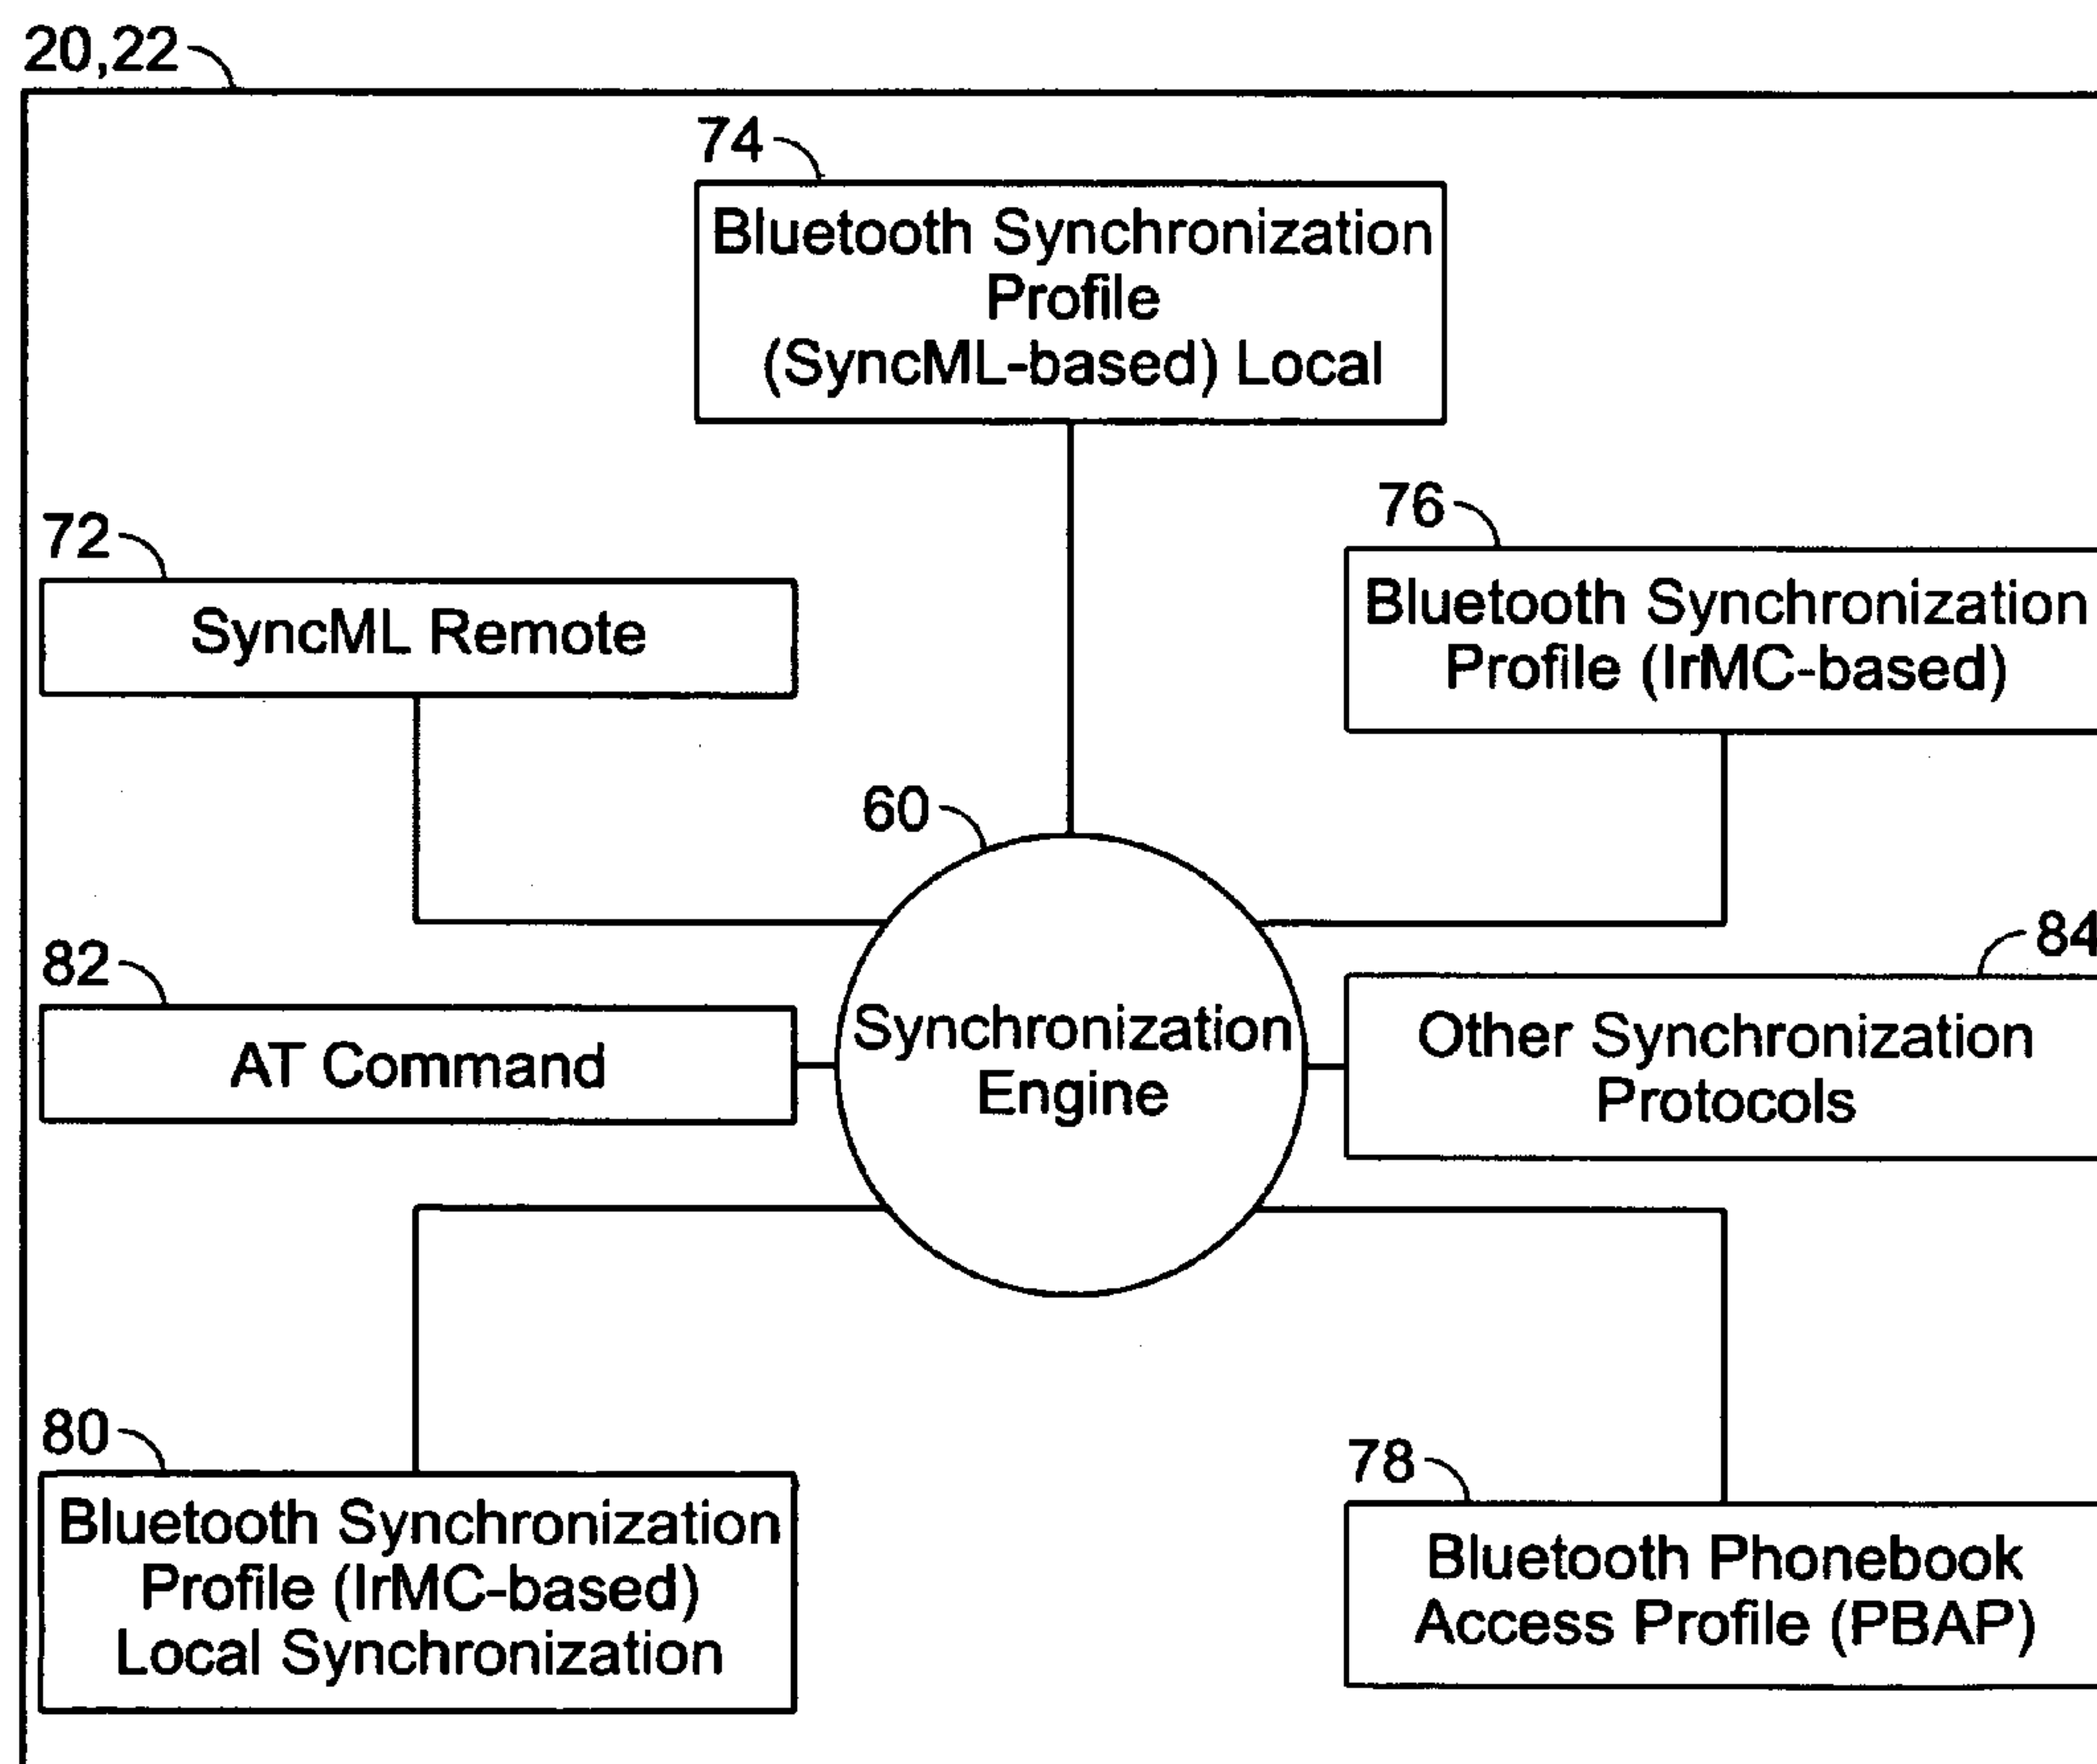 20,22
74
Bluetooth Synchronization
Profile
(SyncML-based) Local
72
SyncML Remote
76
Bluetooth Synchronization
Profile (IrMC-based)
60
Synchronization
Engine
82
AT Command
84
Other Synchronization
Protocols
80
Bluetooth Synchronization
Profile (IrMC-based)
Local Synchronization
78
Bluetooth Phonebook
Access Profile (PBAP)